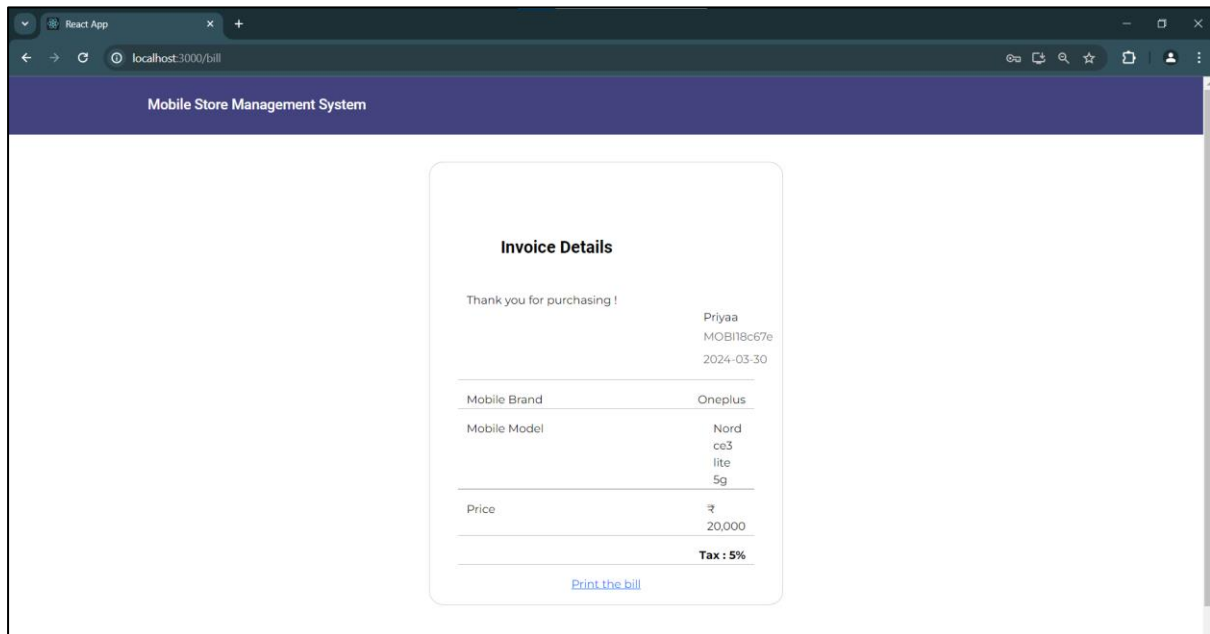 React App
localhost:3000/bill
Mobile Store Management System
Invoice Details
Thank you for purchasing !
Priyaa
MOBI18c67e
2024-03-30
Mobile Brand Oneplus
Mobile Model Nord
ce3
lite
5g
Price ₹
20,000
Tax : 5%
Print the bill